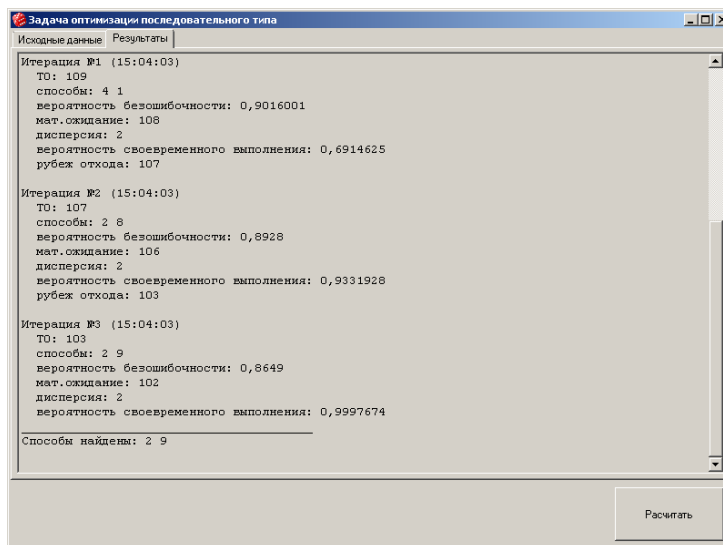 Задача оптимизации последовательного типа
Исходные данные Результаты
Итерация №1 (15:04:03)
T0: 109
способы: 4 1
вероятность безошибочности: 0,9016001
мат.ожидание: 108
дисперсия: 2
вероятность своевременного выполнения: 0,6914625
рубеж отхода: 107
Итерация №2 (15:04:03)
T0: 107
способы: 2 8
вероятность безошибочности: 0,8928
мат.ожидание: 106
дисперсия: 2
вероятность своевременного выполнения: 0,9331928
рубеж отхода: 103
Итерация №3 (15:04:03)
T0: 103
способы: 2 9
вероятность безошибочности: 0,8649
мат.ожидание: 102
дисперсия: 2
вероятность своевременного выполнения: 0,9997674
Способы найдены: 2 9
Расчитать